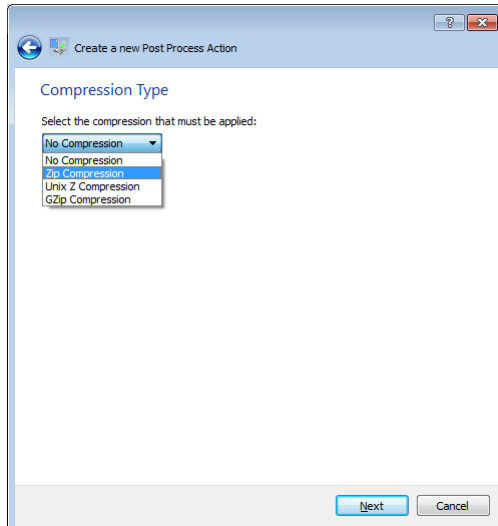 Create a new Post Process Action
Compression Type
Select the compression that must be applied:
No Compression
No Compression
Zip Compression
Unix Z Compression
GZip Compression
Next
Cancel